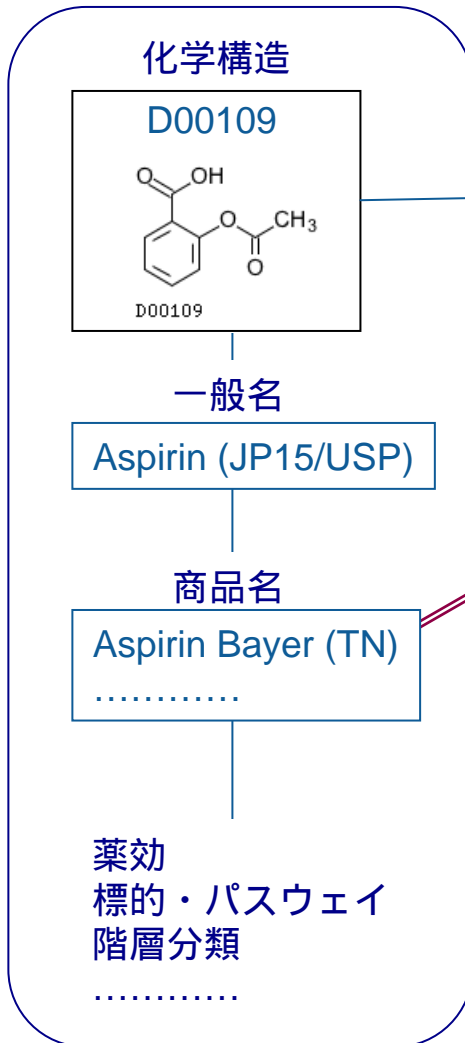 化学構造
D00109
O
OH
O
CH3
O
D00109
一般名
Aspirin (JP15/USP)
商品名
Aspirin Bayer (TN)
…………
薬効
標的・パスウェイ
階層分類
…………